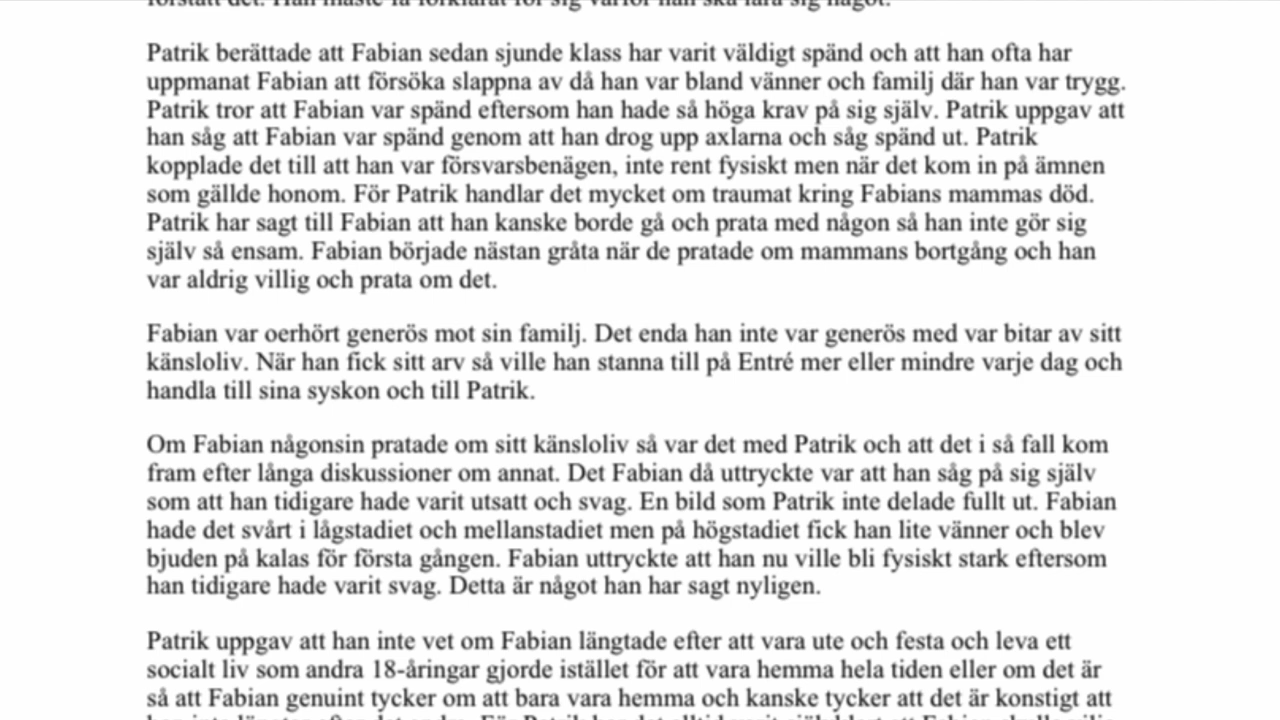 förstått det. Han måste få förklarat för sig varför han ska lära sig något.
Patrik berättade att Fabian sedan sjunde klass har varit väldigt spänd och att han ofta har
uppmanat Fabian att försöka slappna av då han var bland vänner och familj där han var trygg.
Patrik tror att Fabian var spänd eftersom han hade så höga krav på sig själv. Patrik uppgav att
han såg att Fabian var spänd genom att han drog upp axlarna och såg spänd ut. Patrik
kopplade det till att han var försvarsbenägen, inte rent fysiskt men när det kom in på ämnen
som gällde honom. För Patrik handlar det mycket om traumat kring Fabians mammas död.
Patrik har sagt till Fabian att han kanske borde gå och prata med någon så han inte gör sig
själv så ensam. Fabian började nästan gråta när de pratade om mammans bortgång och han
var aldrig villig och prata om det.
Fabian var oerhört generös mot sin familj. Det enda han inte var generös med var bitar av sitt
känsloliv. När han fick sitt arv så ville han stanna till på Entré mer eller mindre varje dag och
handla till sina syskon och till Patrik.
Om Fabian någonsin pratade om sitt känsloliv så var det med Patrik och att det i så fall kom
fram efter långa diskussioner om annat. Det Fabian då uttryckte var att han såg på sig själv
som att han tidigare hade varit utsatt och svag. En bild som Patrik inte delade fullt ut. Fabian
hade det svårt i lågstadiet och mellanstadiet men på högstadiet fick han lite vänner och blev
bjuden på kalas för första gången. Fabian uttryckte att han nu ville bli fysiskt stark eftersom
han tidigare hade varit svag. Detta är något han har sagt nyligen.
Patrik uppgav att han inte vet om Fabian längtade efter att vara ute och festa och leva ett
socialt liv som andra 18-åringar gjorde istället för att vara hemma hela tiden eller om det är
så att Fabian genuint tycker om att bara vara hemma och kanske tycker att det är konstigt att